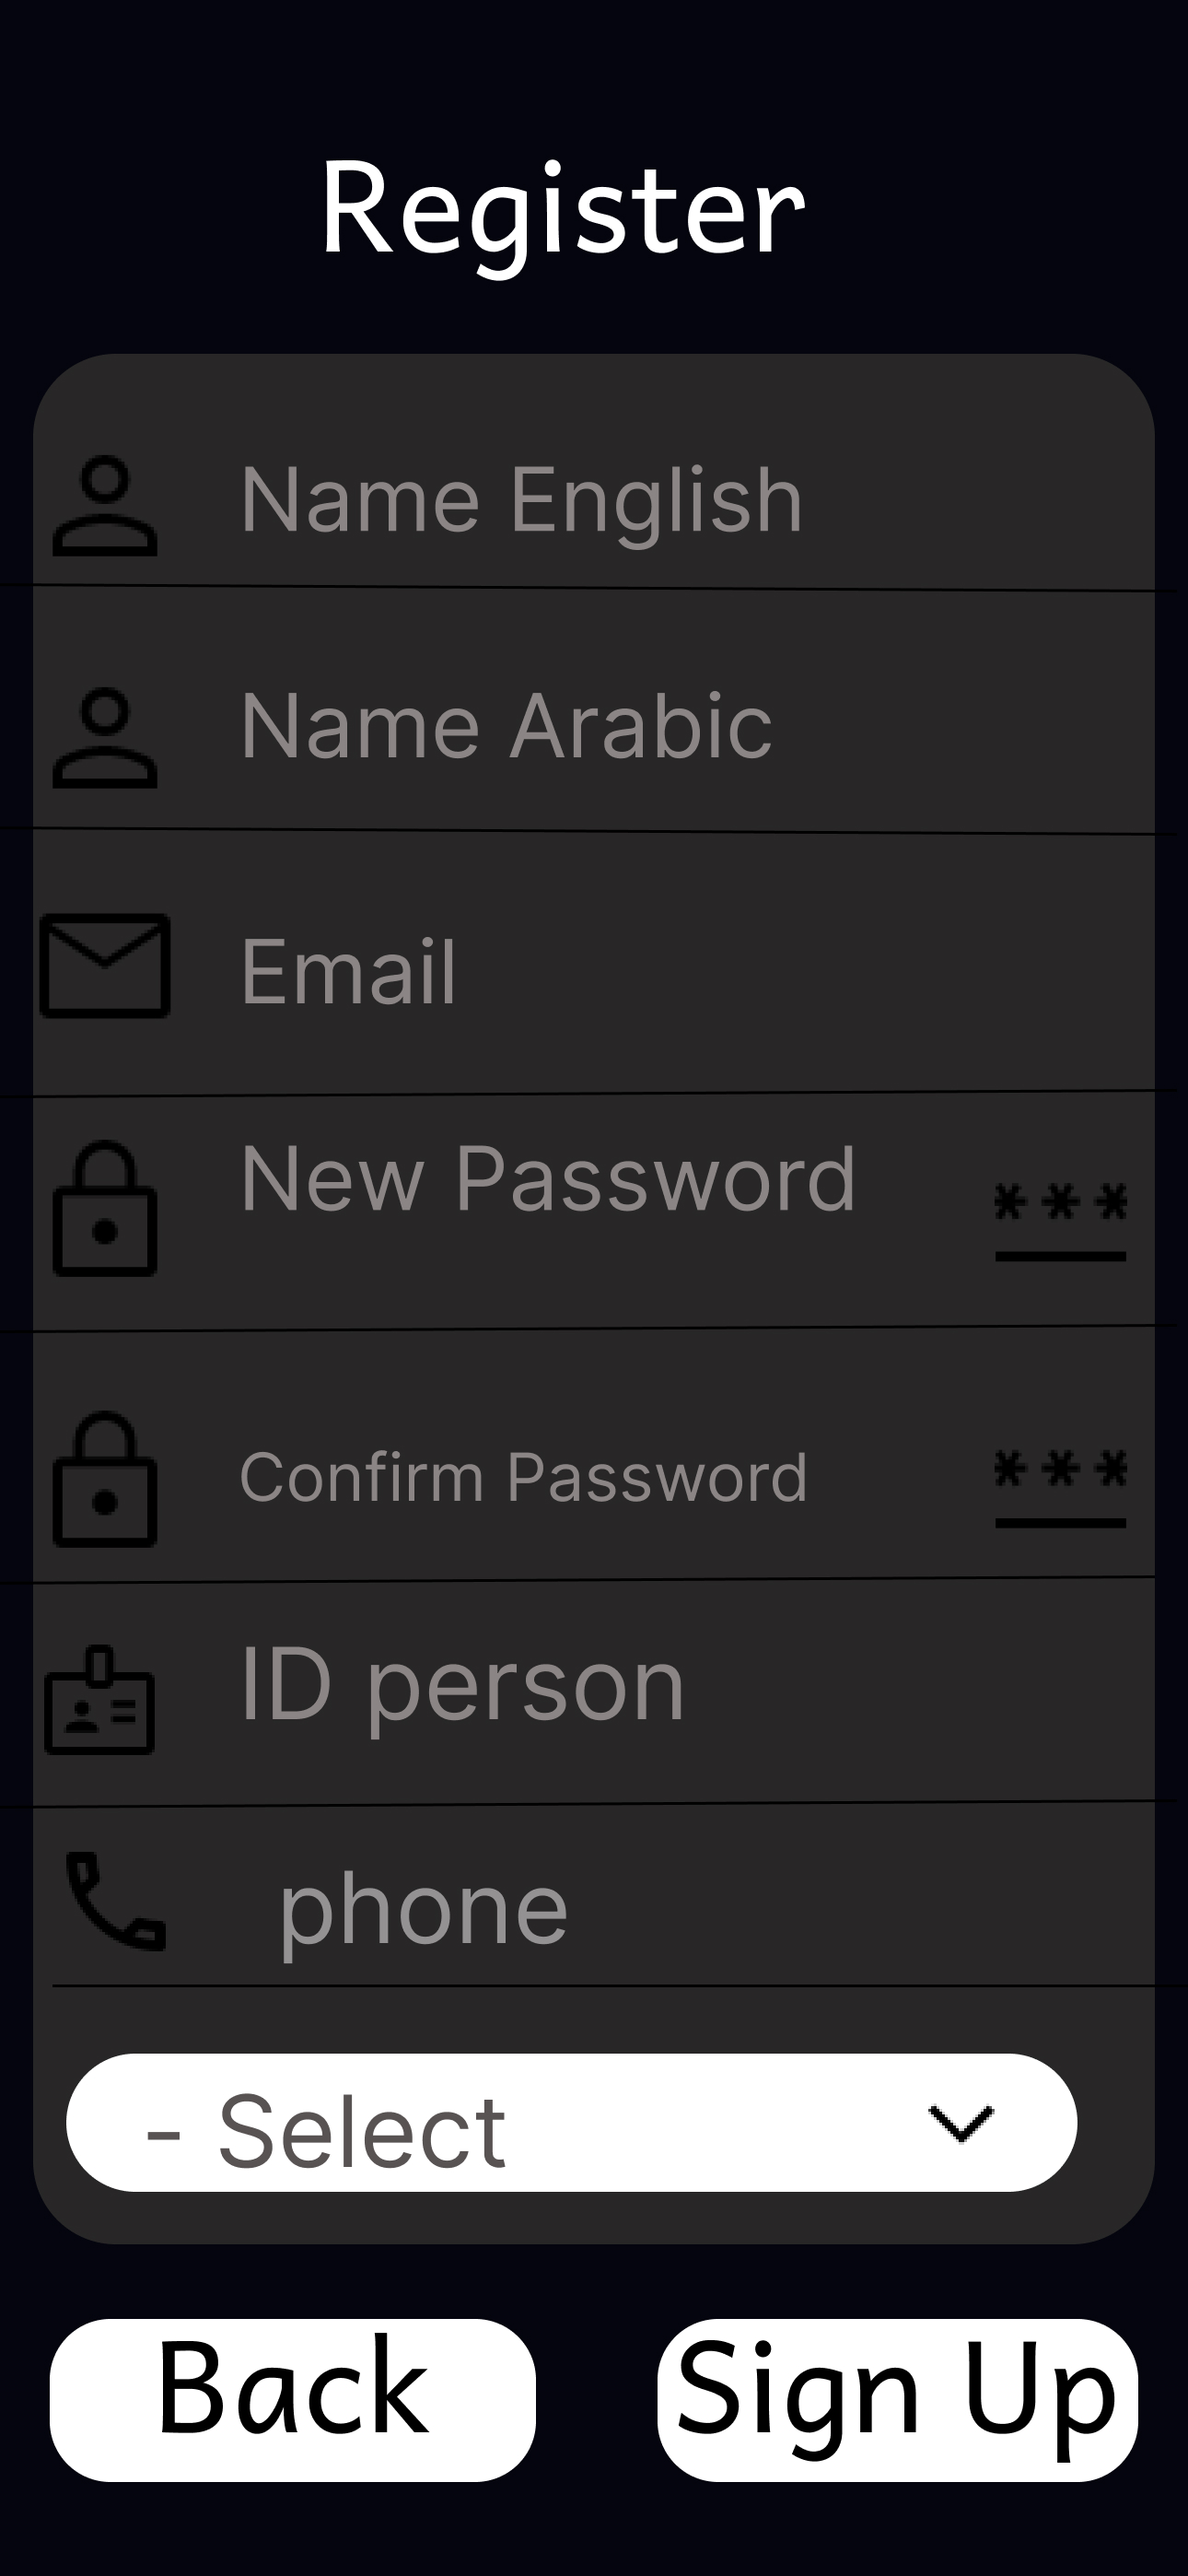 Register
Name English
Name Arabic
Email
New Password
***
Confirm Password
***
ID person
phone
- Select
Back
Sign Up